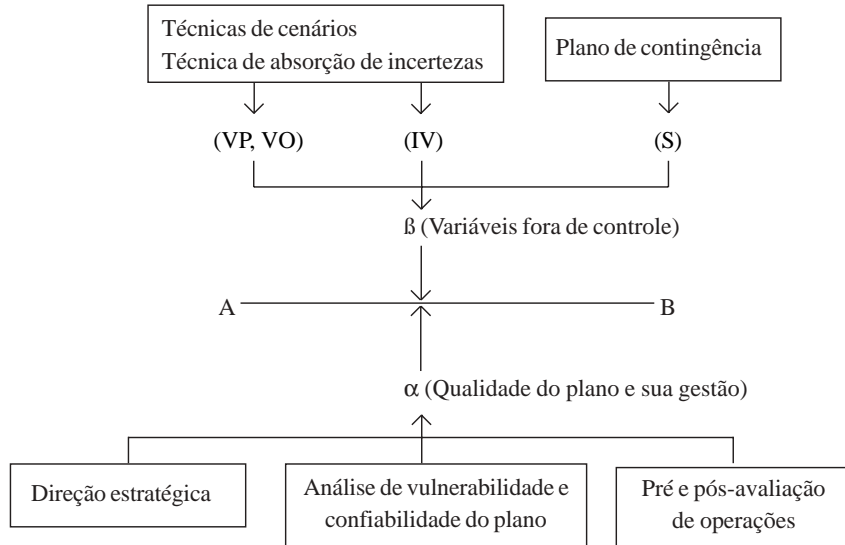 Técnicas de cenários
Técnica de absorção de incertezas
Plano de contingência
(VP, VO)
(IV)
(S)
ß (Variáveis fora de controle)
A
B
α (Qualidade do plano e sua gestão)
Direção estratégica
Análise de vulnerabilidade e
confiabilidade do plano
Pré e pós-avaliação
de operações